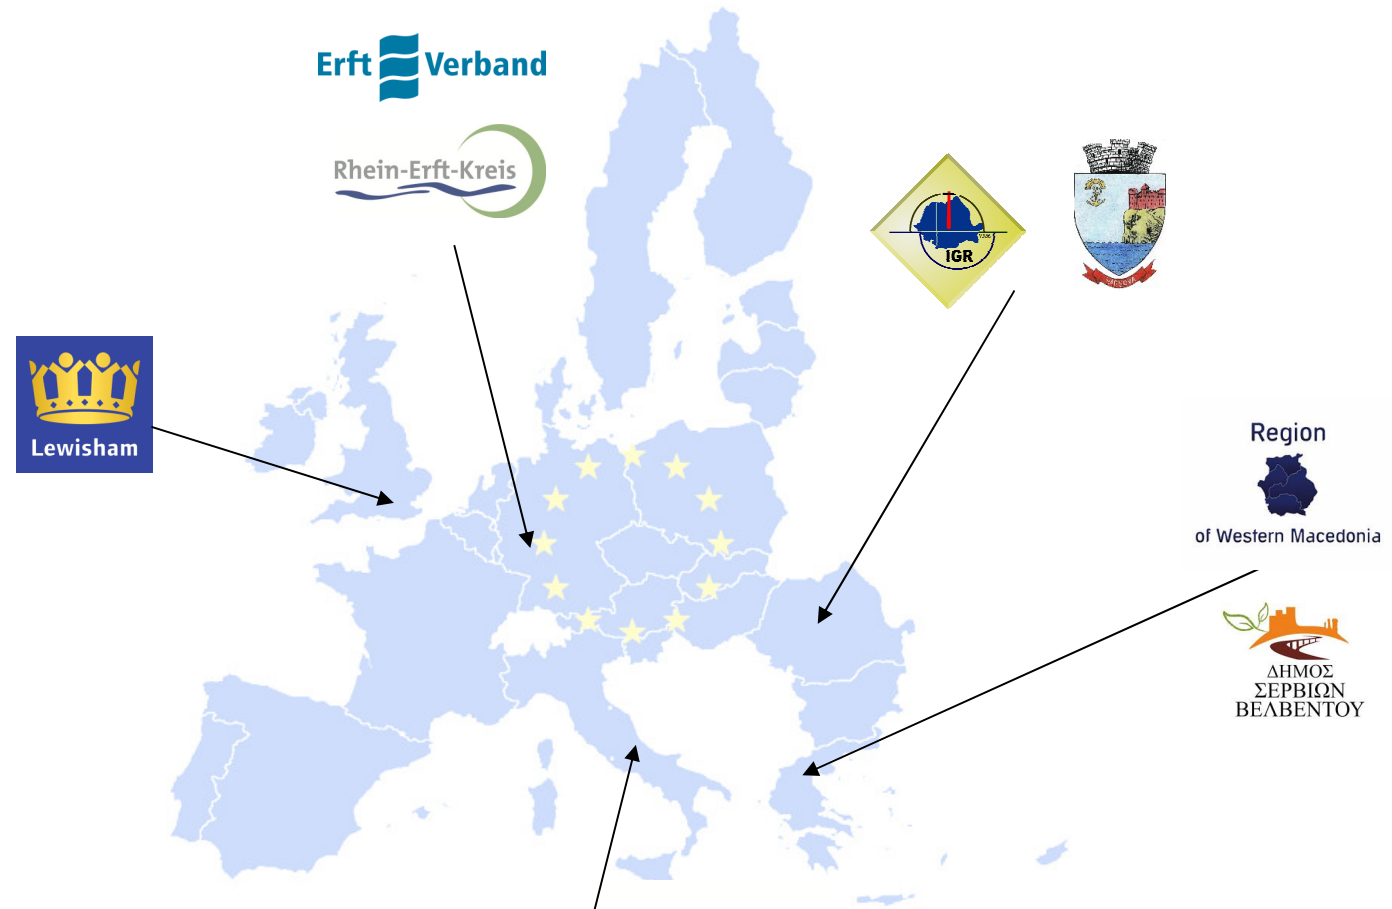 Erft Verband
Rhein-Erft-Kreis
IGR
Lewisham
Region
of Western Macedonia
ΔΗΜΟΣ
ΣΕΡΒΙΩΝ
ΒΕΛΒΕΝΤΟΥ